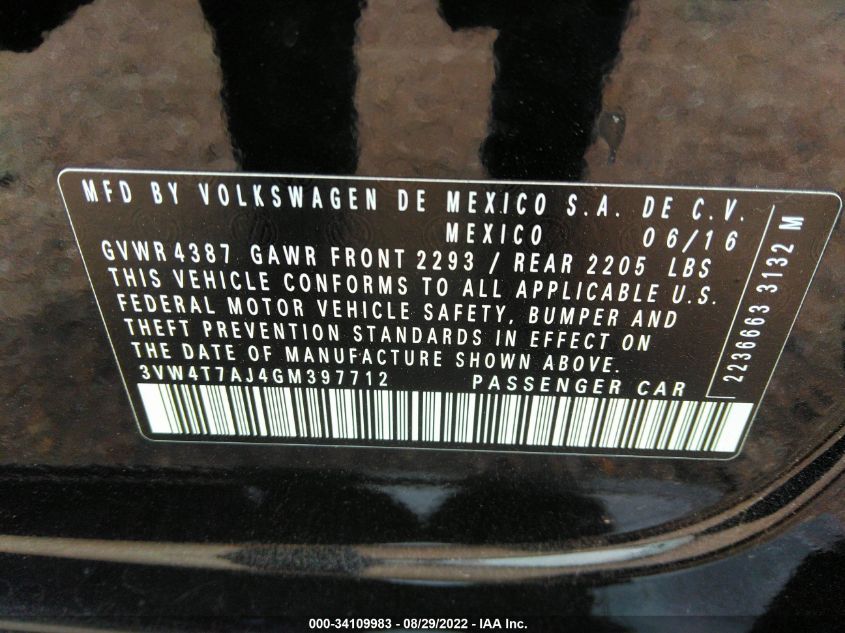 MFD BY VOLKSWAGEN DE MEXICO S.A. DE C.V.
MEXICO 06/16
GVWR 4387 GAWR FRONT 2293 / REAR 2205 LBS
THIS VEHICLE CONFORMS TO ALL APPLICABLE U.S.
FEDERAL MOTOR VEHICLE SAFETY, BUMPER AND
THEFT PREVENTION STANDARDS IN EFFECT ON
THE DATE OF MANUFACTURE SHOWN ABOVE.
3VW4T7AJ4GM397712 PASSENGER CAR
2236663 3132 M
000-34109983 - 08/29/2022 - IAA Inc.